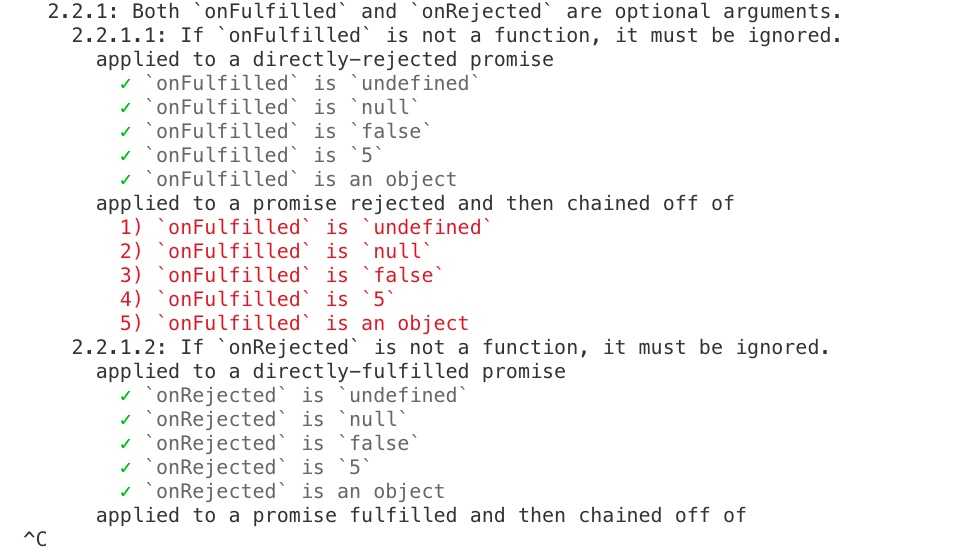 2.2.1: Both `onFulfilled` and `onRejected` are optional arguments.
2.2.1.1: If `onFulfilled` is not a function, it must be ignored.
applied to a directly-rejected promise
✓ `onFulfilled` is `undefined`
✓ `onFulfilled` is `null`
✓ `onFulfilled` is `false`
✓ `onFulfilled` is `5`
✓ `onFulfilled` is an object
applied to a promise rejected and then chained off of
1) `onFulfilled` is `undefined`
2) `onFulfilled` is `null`
3) `onFulfilled` is `false`
4) `onFulfilled` is `5`
5) `onFulfilled` is an object
2.2.1.2: If `onRejected` is not a function, it must be ignored.
applied to a directly-fulfilled promise
✓ `onRejected` is `undefined`
✓ `onRejected` is `null`
✓ `onRejected` is `false`
✓ `onRejected` is `5`
✓ `onRejected` is an object
applied to a promise fulfilled and then chained off of
^C